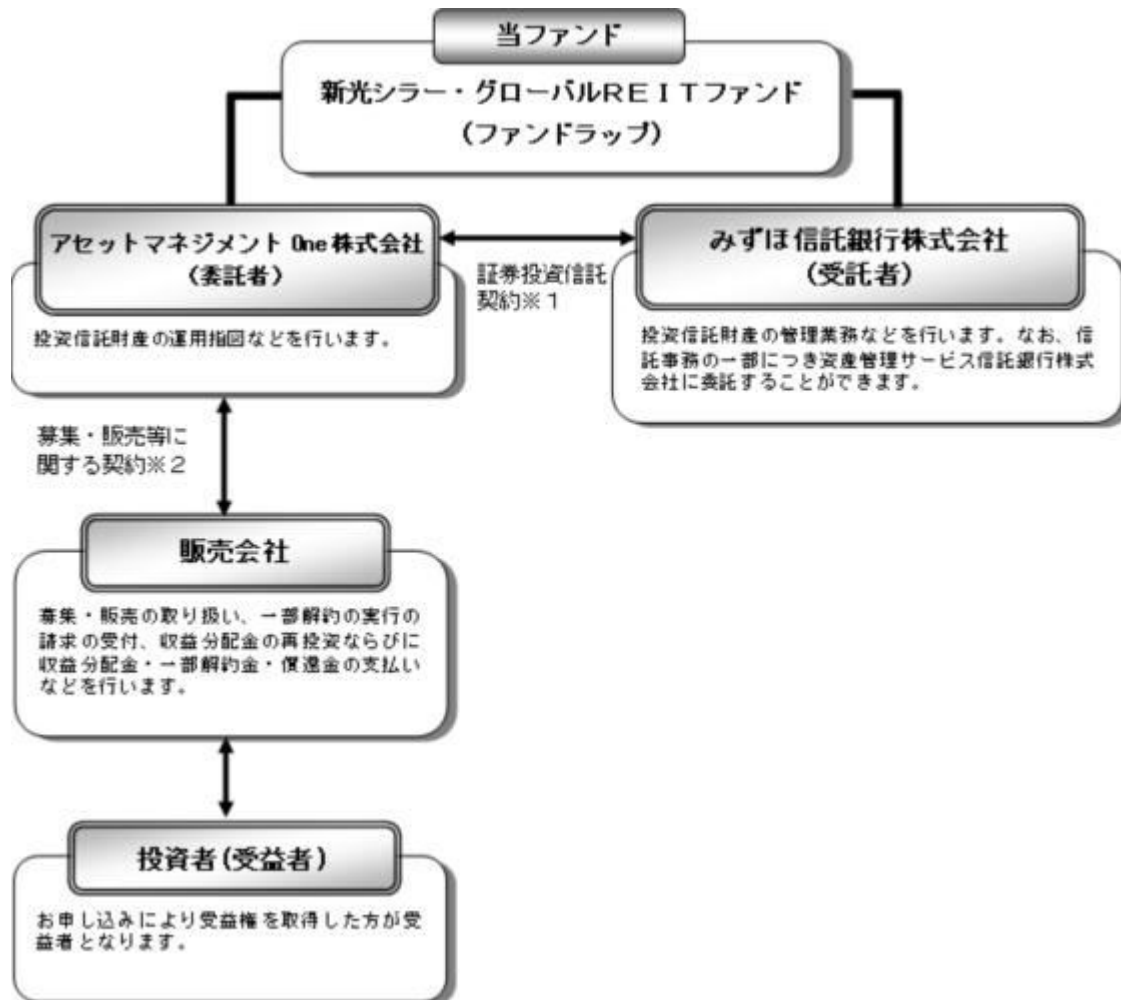 当ファンド
新光シラー・グローバルREITファンド
(ファンドラップ)
アセットマネジメントOne株式会社
(委託者)
投資信託財産の運用指図などを行います。
証券投資信託
契約※1
みずほ信託銀行株式会社
(受託者)
投資信託財産の管理業務などを行います。なお、信
託事務の一部につき資産管理サービス信託銀行株式
会社に委託することができます。
募集・販売等に
関する契約※2
販売会社
募集・販売の取り扱い、一部解約の実行の
請求の受付、収益分配金の再投資ならびに
収益分配金・一部解約金・償還金の支払い
などを行います。
投資者(受益者)
お申し込みにより受益権を取得した方が受
益者となります。